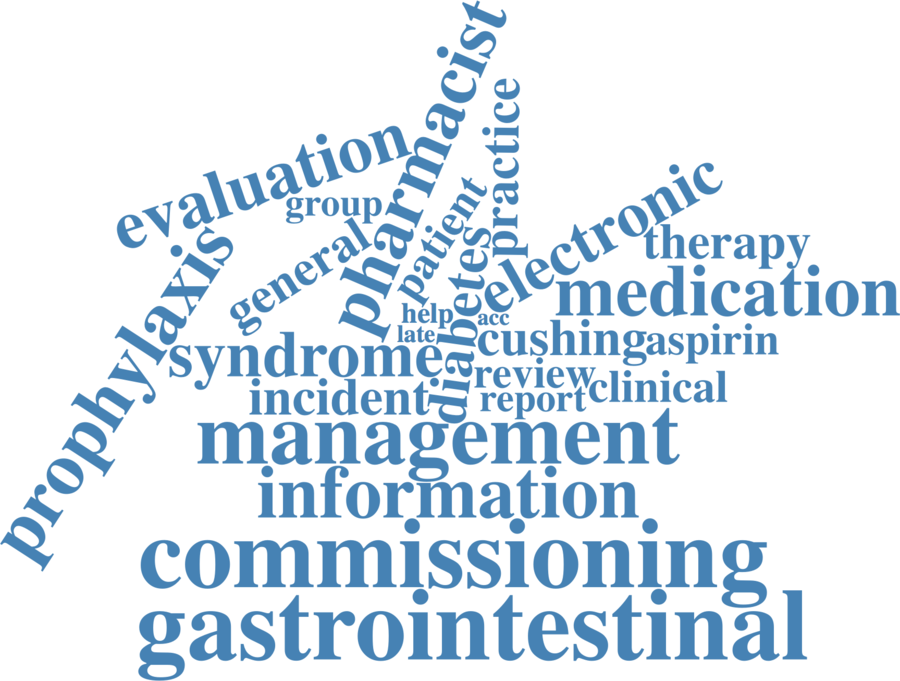 pharmacist
practice
evaluation
group
patient
electronic
general
therapy
prophylaxis
diabetes
medication
help
acc
late
cushing
aspirin
syndrome
review
clinical
incident
report
management
information
commissioning
gastrointestinal